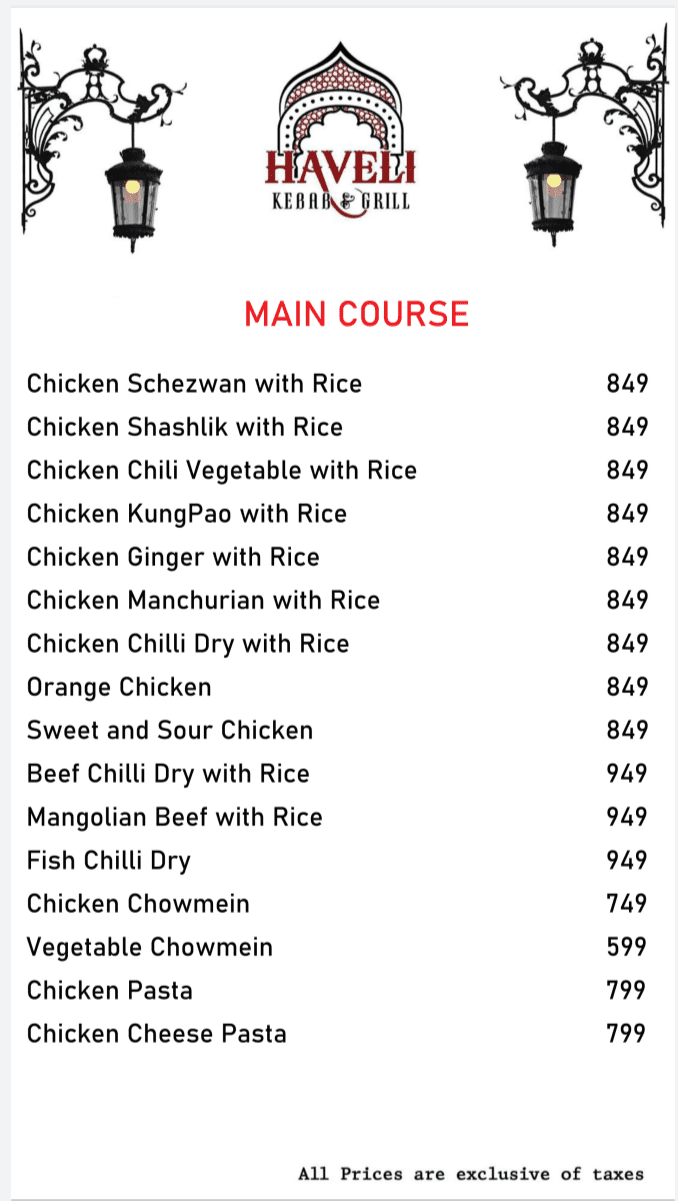 HAVELI
KEBAB & GRILL
MAIN COURSE
Chicken Schezwan with Rice 849
Chicken Shashlik with Rice 849
Chicken Chili Vegetable with Rice 849
Chicken KungPao with Rice 849
Chicken Ginger with Rice 849
Chicken Manchurian with Rice 849
Chicken Chilli Dry with Rice 849
Orange Chicken 849
Sweet and Sour Chicken 849
Beef Chilli Dry with Rice 949
Mangolian Beef with Rice 949
Fish Chilli Dry 949
Chicken Chowmein 749
Vegetable Chowmein 599
Chicken Pasta 799
Chicken Cheese Pasta 799
All Prices are exclusive of taxes